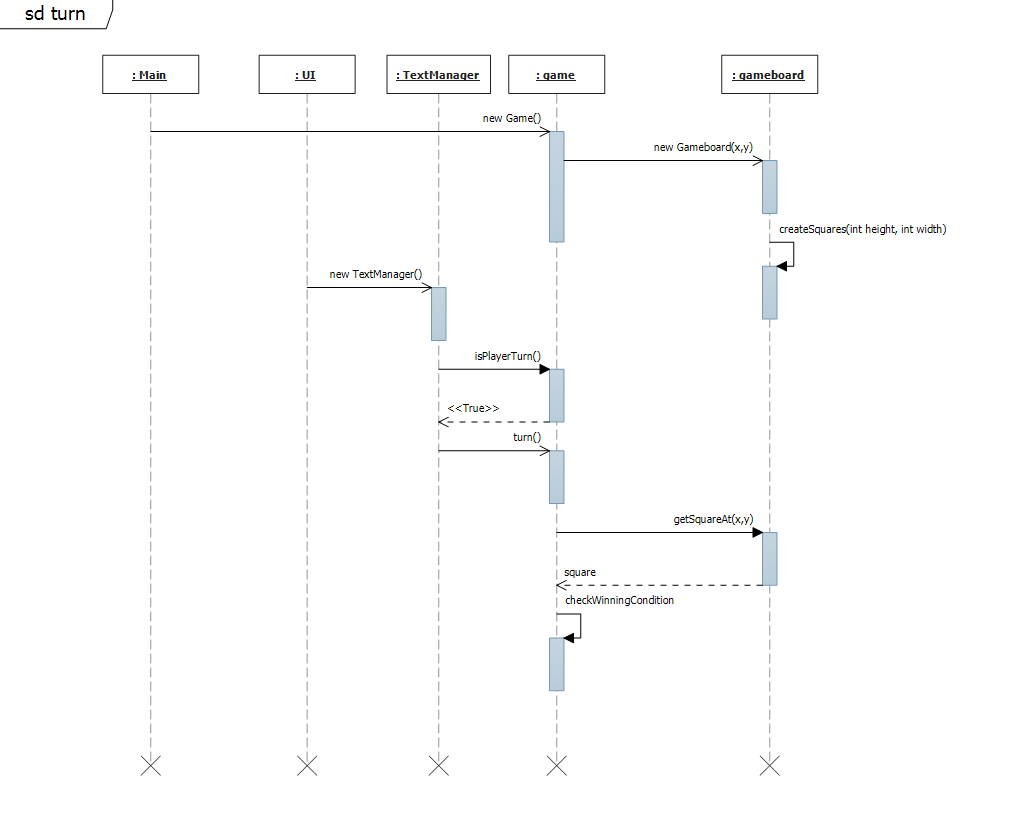 sd turn
: Main
: UI
: TextManager
: game
: gameboard
new Game()
new Gameboard(x,y)
createSquares(int height, int width)
new TextManager()
isPlayerTurn()
<<True>>
turn()
getSquareAt(x,y)
square
checkWinningCondition